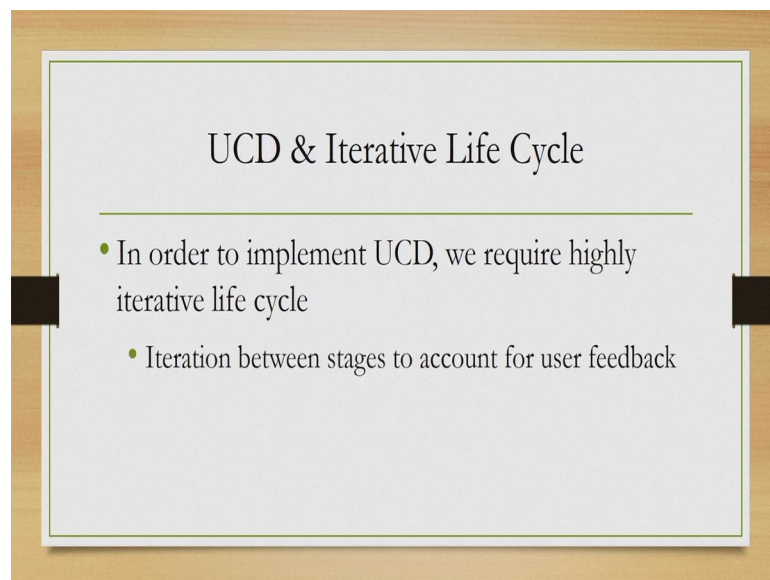 UCD & Iterative Life Cycle
• In order to implement UCD, we require highly
iterative life cycle
• Iteration between stages to account for user feedback